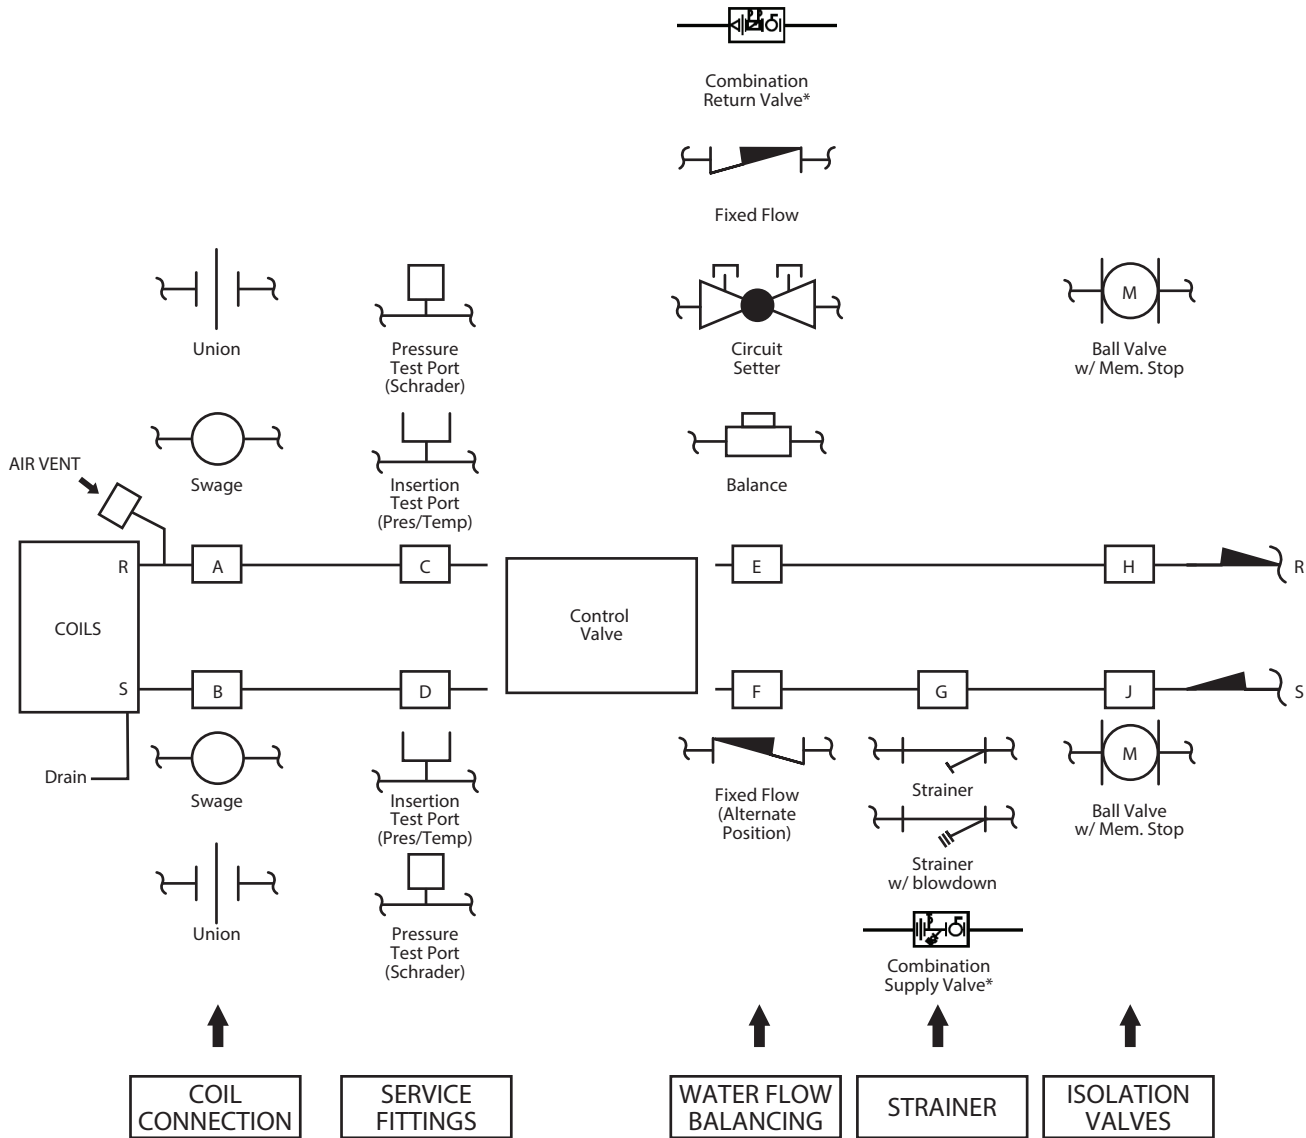 Combination
Return Valve*
Fixed Flow
Union
Pressure
Test Port
(Schrader)
Circuit
Setter
M
Ball Valve
w/ Mem. Stop
AIR VENT
Swage
Insertion
Test Port
(Pres/Temp)
Balance
COILS
R
A
C
Control
Valve
E
H
R
S
B
D
F
G
J
S
Drain
Swage
Insertion
Test Port
(Pres/Temp)
Fixed Flow
(Alternate
Position)
Strainer
M
Ball Valve
w/ Mem. Stop
Strainer
w/ blowdown
Union
Pressure
Test Port
(Schrader)
Combination
Supply Valve*
COIL
CONNECTION
SERVICE
FITTINGS
WATER FLOW
BALANCING
STRAINER
ISOLATION
VALVES